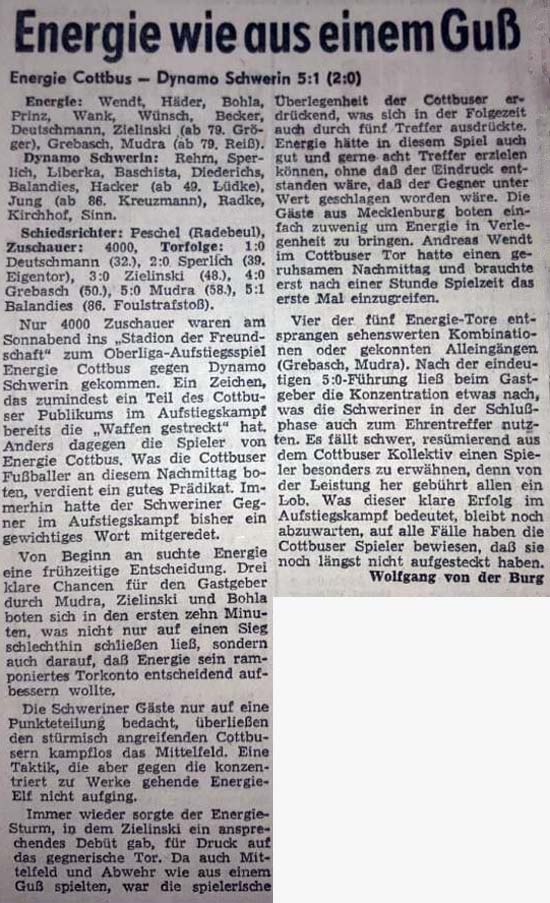 Energie wie aus einem Guß
Energie Cottbus — Dynamo Schwerin 5:1 (2:0)
Energie: Wendt, Häder, Bohla,
Prinz, Wank, Wünsch, Becker,
Deutschmann, Zielinski (ab 79. Grö-
ger), Grebasch, Mudra (ab 79. Reiß).
Dynamo Schwerin: Rehm, Sper-
lich, Liberka, Baschista, Diederichs,
Balandies, Hacker (ab 49. Lüdke),
Jung (ab 86. Kreuzmann), Radke,
Kirchhof, Sinn.
Schiedsrichter: Peschel (Radebeul),
Zuschauer: 4000, Torfolge: 1:0
Deutschmann (32.), 2:0 Sperlich (39.
Eigentor), 3:0 Zielinski (48.), 4:0
Grebasch (50.), 5:0 Mudra (58.), 5:1
Balandies (86. Foulstrafstoß).
Nur 4000 Zuschauer waren am
Sonnabend ins „Stadion der Freund-
schaft" zum Oberliga-Aufstiegsspiel
Energie Cottbus gegen Dynamo
Schwerin gekommen. Ein Zeichen,
das zumindest ein Teil des Cottbu-
ser Publikums im Aufstiegskampf
bereits die „Waffen gestreckt" hat.
Anders dagegen die Spieler von
Energie Cottbus. Was die Cottbuser
Fußballer an diesem Nachmittag bo-
ten, verdient ein gutes Prädikat. Im-
merhin hatte der Schweriner Geg-
ner im Aufstiegskampf bisher ein
gewichtiges Wort mitgeredet.
Von Beginn an suchte Energie
eine frühzeitige Entscheidung. Drei
klare Chancen für den Gastgeber
durch Mudra, Zielinski und Bohla
boten sich in den ersten zehn Minu-
ten, was nicht nur auf einen Sieg
schlechthin schließen ließ, sondern
auch darauf, daß Energie sein ram-
poniertes Torkonto entscheidend auf-
bessern wollte.
Die Schweriner Gäste nur auf eine
Punkteteilung bedacht, überließen
den stürmisch angreifenden Cottbu-
sern kampflos das Mittelfeld. Eine
Taktik, die aber gegen die konzen-
triert zu Werke gehende Energie-
Elf nicht aufging.
Immer wieder sorgte der Energie-
Sturm, in dem Zielinski ein anspre-
chendes Debüt gab, für Druck auf
das gegnerische Tor. Da auch Mit-
telfeld und Abwehr wie aus einem
Guß spielten, war die spielerische
Überlegenheit der Cottbuser er-
drückend, was sich in der Folgezeit
auch durch fünf Treffer ausdrückte.
Energie hätte in diesem Spiel auch
gut und gerne acht Treffer erzielen
können, ohne daß der Eindruck ent-
standen wäre, daß der Gegner unter
Wert geschlagen worden wäre. Die
Gäste aus Mecklenburg boten ein-
fach zuwenig um Energie in Verle-
genheit zu bringen. Andreas Wendt
im Cottbuser Tor hatte einen ge-
ruhsamen Nachmittag und brauchte
erst nach einer Stunde Spielzeit das
erste Mal einzugreifen.
Vier der fünf Energie-Tore ent-
sprangen sehenswerten Kombinatio-
nen oder gekonnten Alleingängen
(Grebasch, Mudra). Nach der eindeu-
tigen 5:0-Führung ließ beim Gast-
geber die Konzentration etwas nach,
was die Schweriner in der Schluß-
phase auch zum Ehrentreffer nutz-
ten. Es fällt schwer, resümierend aus
dem Cottbuser Kollektiv einen Spie-
ler besonders zu erwähnen, denn von
der Leistung her gebührt allen ein
Lob. Was dieser klare Erfolg im
Aufstiegskampf bedeutet, bleibt noch
abzuwarten, auf alle Fälle haben die
Cottbuser Spieler bewiesen, daß sie
noch längst nicht aufgesteckt haben.
Wolfgang von der Burg